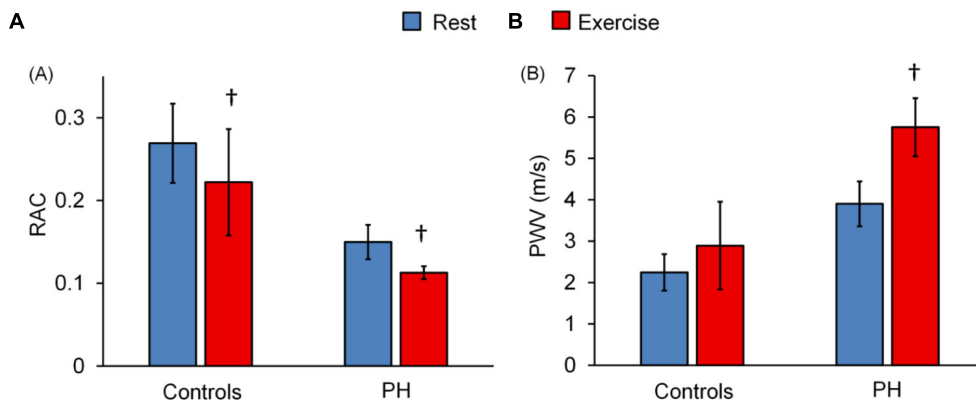 A
Rest
B
Exercise
(A)
RAC
0.3
0.2
0.1
0
†
†
Controls
PH
(B)
PWV (m/s)
7
6
5
4
3
2
1
0
†
Controls
PH